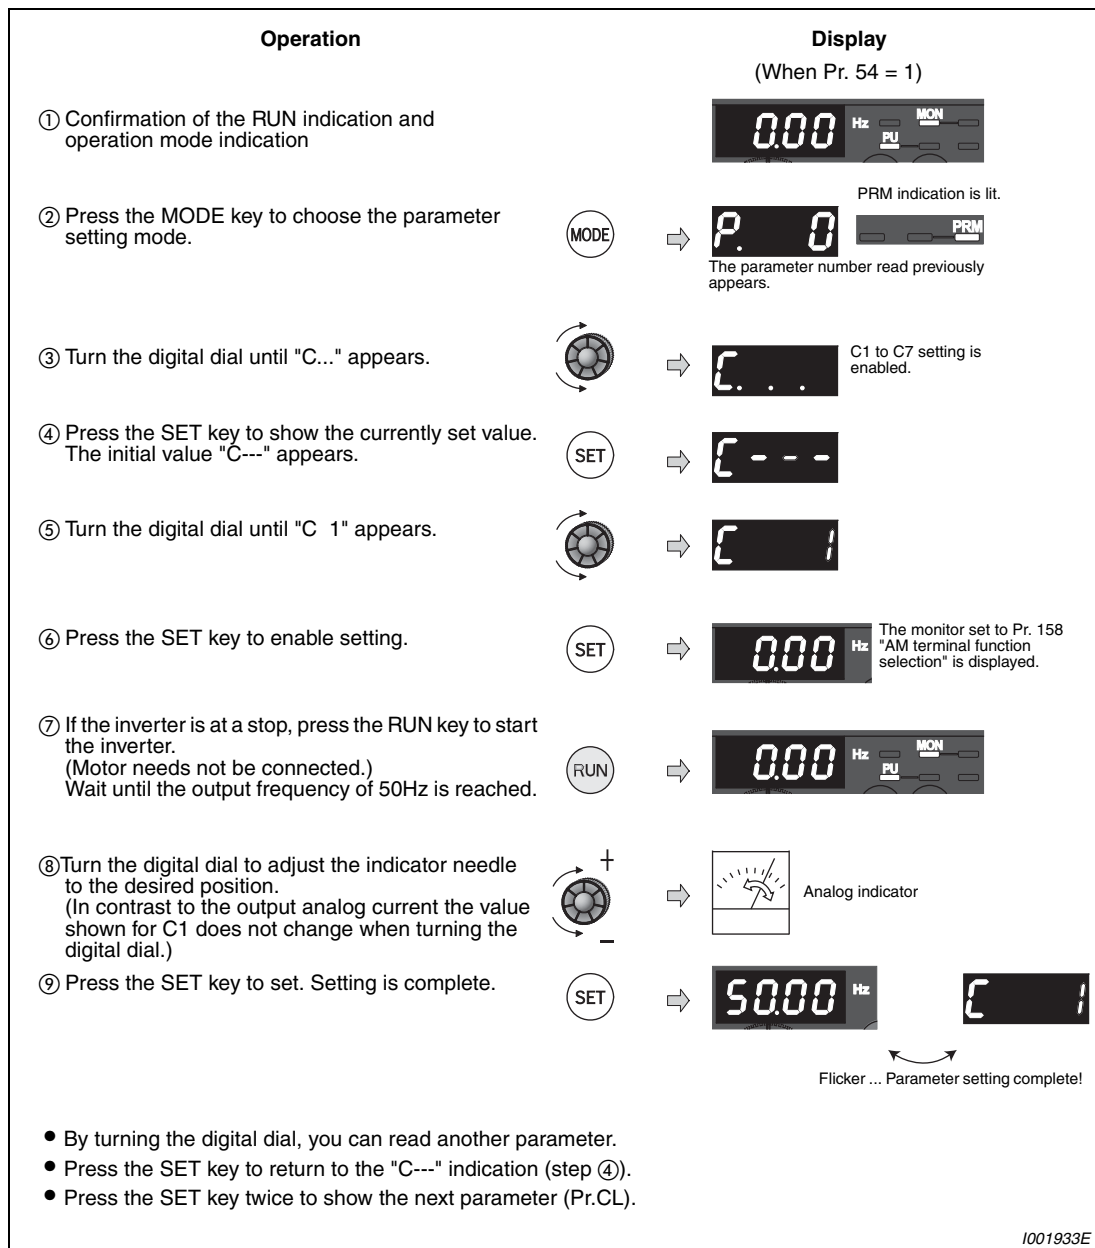 Operation
Display
(When Pr. 54 = 1)
① Confirmation of the RUN indication and
operation mode indication
0.00 Hz MON
PU
② Press the MODE key to choose the parameter
setting mode.
MODE
P. 0
PRM indication is lit.
PRM
The parameter number read previously
appears.
③ Turn the digital dial until "C..." appears.
C. . .
C1 to C7 setting is
enabled.
④ Press the SET key to show the currently set value.
The initial value "C---" appears.
SET
C - - -
⑤ Turn the digital dial until "C  1" appears.
C 1
⑥ Press the SET key to enable setting.
SET
0.00 Hz
The monitor set to Pr. 158
"AM terminal function
selection" is displayed.
⑦ If the inverter is at a stop, press the RUN key to start
the inverter.
(Motor needs not be connected.)
Wait until the output frequency of 50Hz is reached.
RUN
0.00 Hz MON
PU
⑧Turn the digital dial to adjust the indicator needle
to the desired position.
(In contrast to the output analog current the value
shown for C1 does not change when turning the
digital dial.)
+
–
Analog indicator
⑨ Press the SET key to set. Setting is complete.
SET
50.00 Hz
C 1
Flicker ... Parameter setting complete!
• By turning the digital dial, you can read another parameter.
• Press the SET key to return to the "C---" indication (step ④).
• Press the SET key twice to show the next parameter (Pr.CL).
I001933E